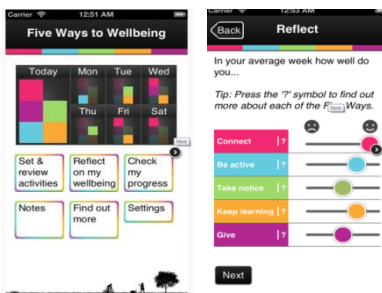 Carrier 12:51 AM
Five Ways to Wellbeing
Today Mon Tue Wed
Thu Fri Sat
Next
Set &
review
activities
Reflect
on my
wellbeing
Check
my
progress
Notes
Find out
more
Settings
Carrier 12:53 AM
Back
Reflect
In your average week how well do
you...
Tip: Press the '?' symbol to find out
more about each of the Ways.
Next
Connect ?
Be active ?
Take notice ?
Keep learning ?
Give ?
Next